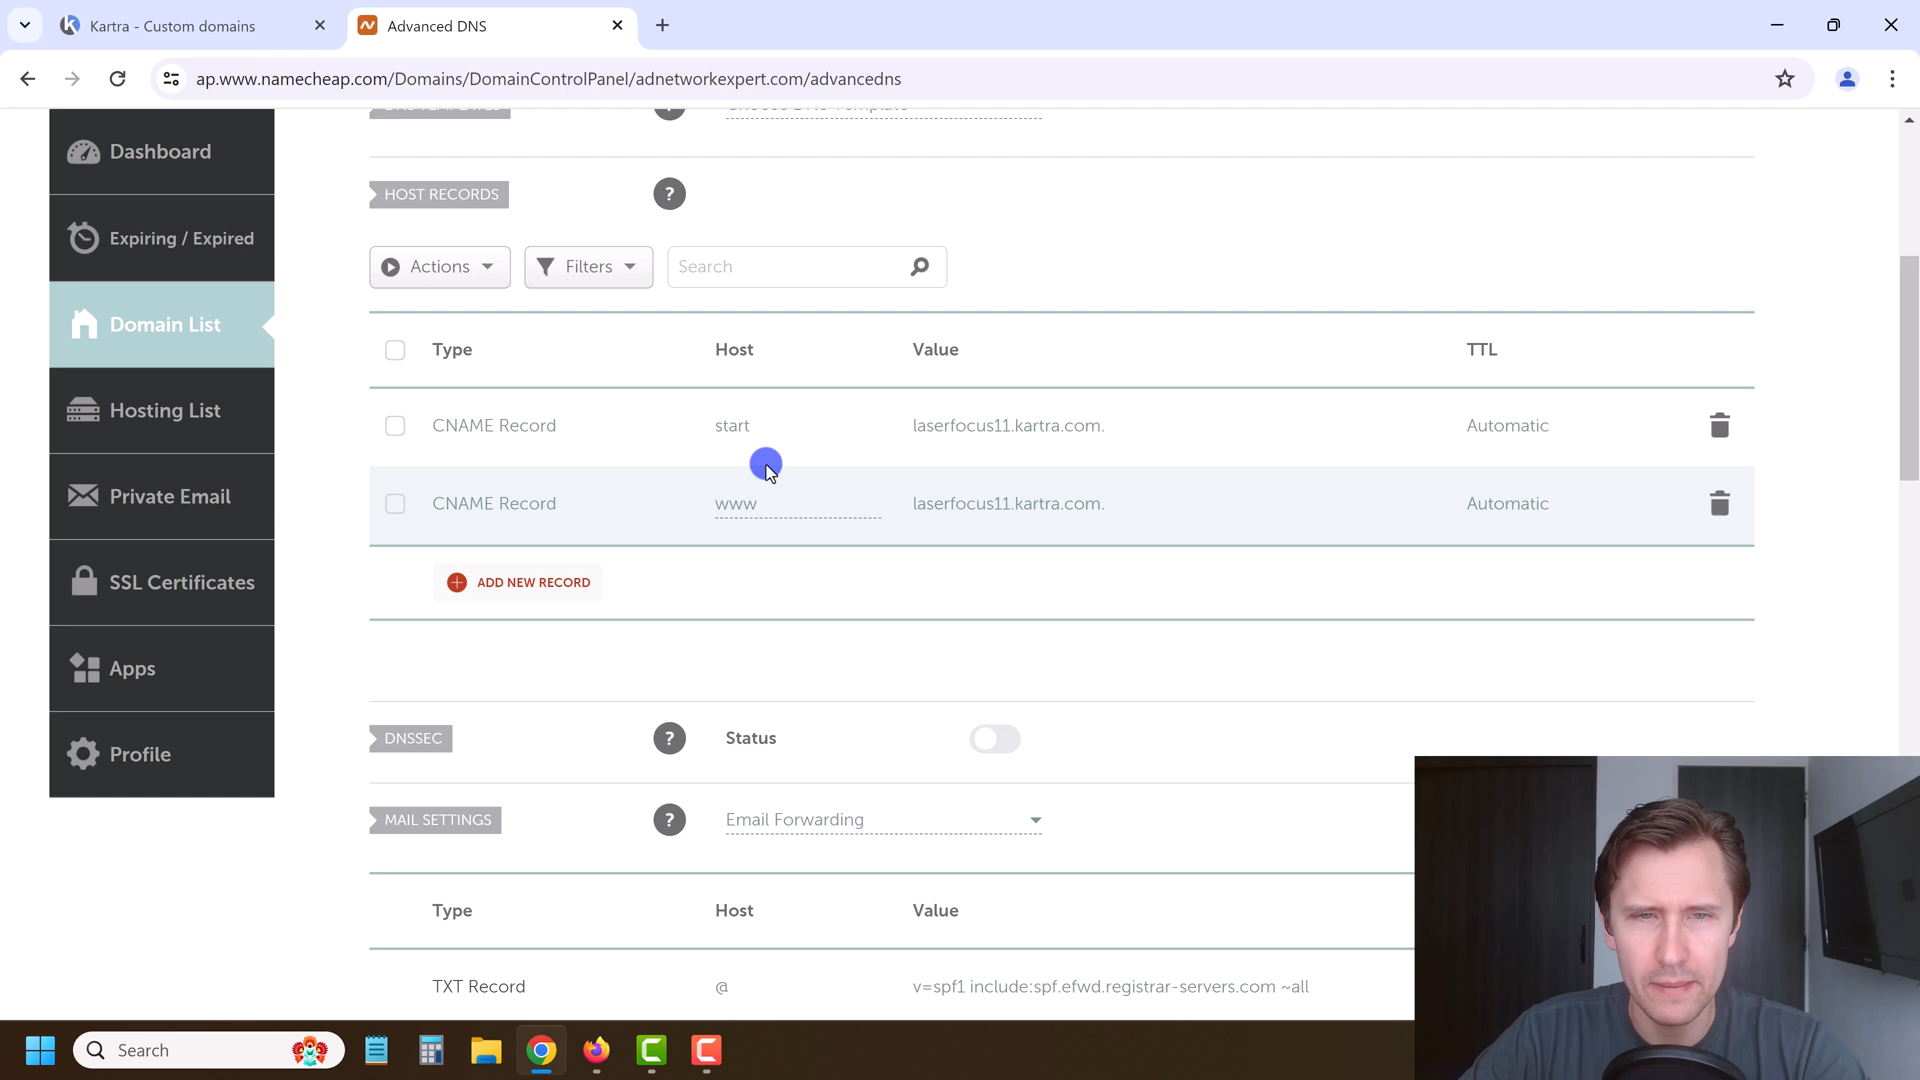 Kartra - Custom domains
Advanced DNS
ap.www.namecheap.com/Domains/DomainControlPanel/adnetworkexpert.com/advancedns
Dashboard
Expiring / Expired
Domain List
Hosting List
Private Email
SSL Certificates
Apps
Profile
HOST RECORDS ?
Actions Filters Search
Type Host Value TTL
CNAME Record start laserfocus11.kartra.com. Automatic
CNAME Record www laserfocus11.kartra.com. Automatic
ADD NEW RECORD
DNSSEC ? Status
MAIL SETTINGS ? Email Forwarding
Type Host Value
TXT Record @ v=spf1 include:spf.efwd.registrar-servers.com ~all
Search